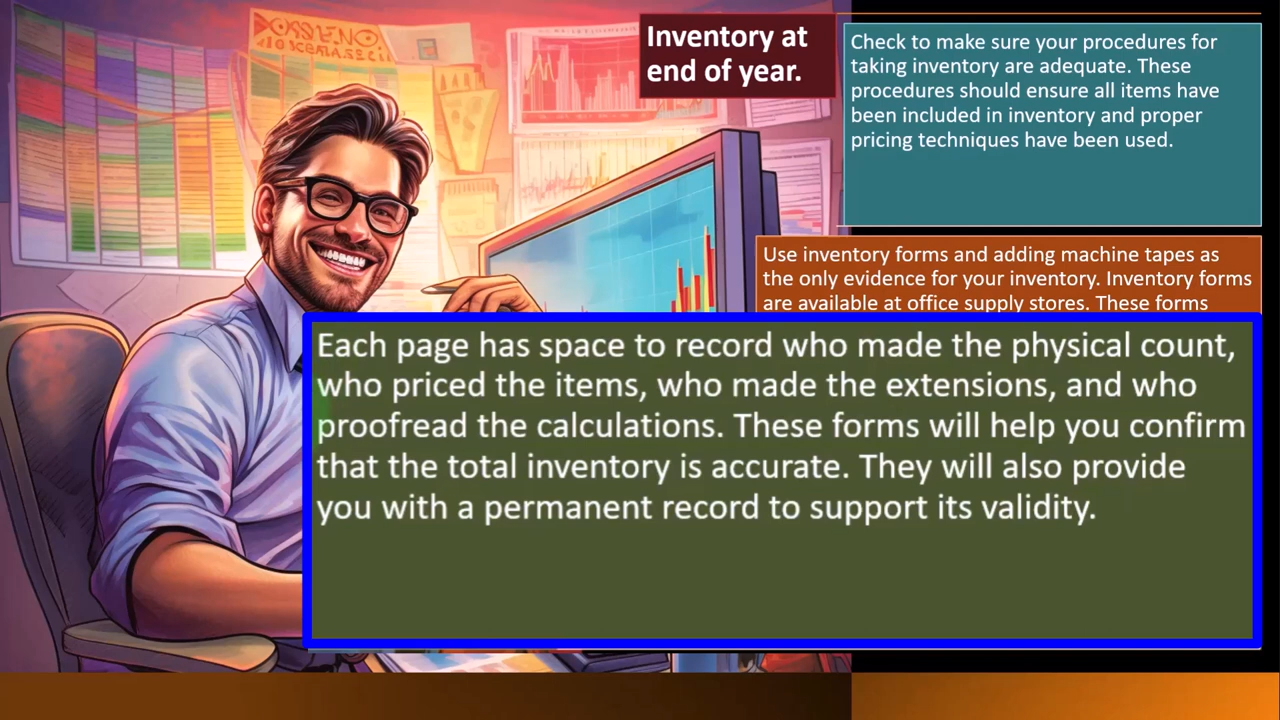 Inventory at
end of year.
Check to make sure your procedures for
taking inventory are adequate. These
procedures should ensure all items have
been included in inventory and proper
pricing techniques have been used.
Use inventory forms and adding machine tapes as
the only evidence for your inventory. Inventory forms
are available at office supply stores. These forms
Each page has space to record who made the physical count,
who priced the items, who made the extensions, and who
proofread the calculations. These forms will help you confirm
that the total inventory is accurate. They will also provide
you with a permanent record to support its validity.